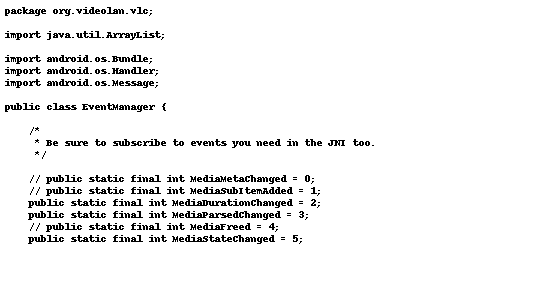 package org.videolan.vlc;

import java.util.ArrayList;

import android.os.Bundle;
import android.os.Handler;
import android.os.Message;

public class EventManager {

    /*
     * Be sure to subscribe to events you need in the JNI too.
     */

    // public static final int MediaMetaChanged = 0;
    // public static final int MediaSubItemAdded = 1;
    public static final int MediaDurationChanged = 2;
    public static final int MediaParsedChanged = 3;
    // public static final int MediaFreed = 4;
    public static final int MediaStateChanged = 5;